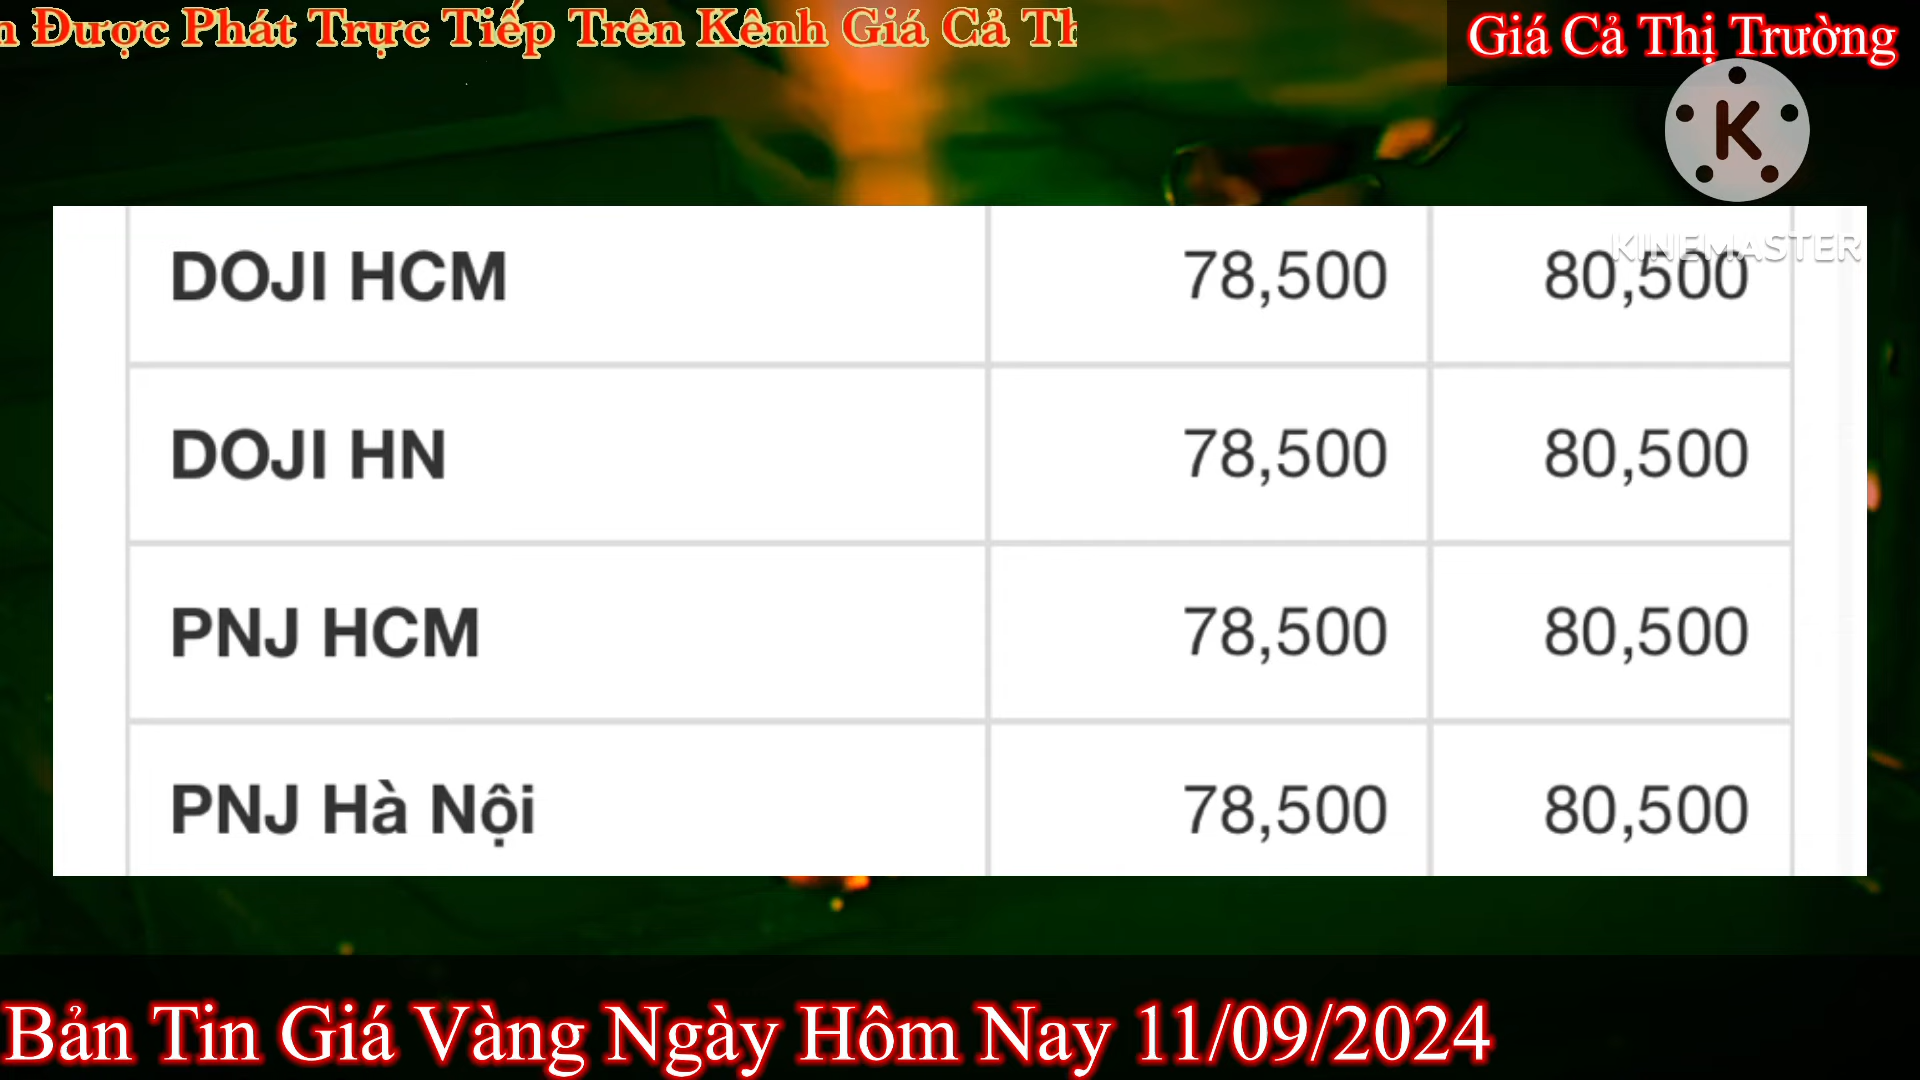 Được Phát Trực Tiếp Trên Kênh Giá Cả
Giá Cả Thị Trường
K
KINEMASTER
DOJI HCM 78,500 80,500
DOJI HN 78,500 80,500
PNJ HCM 78,500 80,500
PNJ Hà Nội 78,500 80,500
Bản Tin Giá Vàng Ngày Hôm Nay 11/09/2024